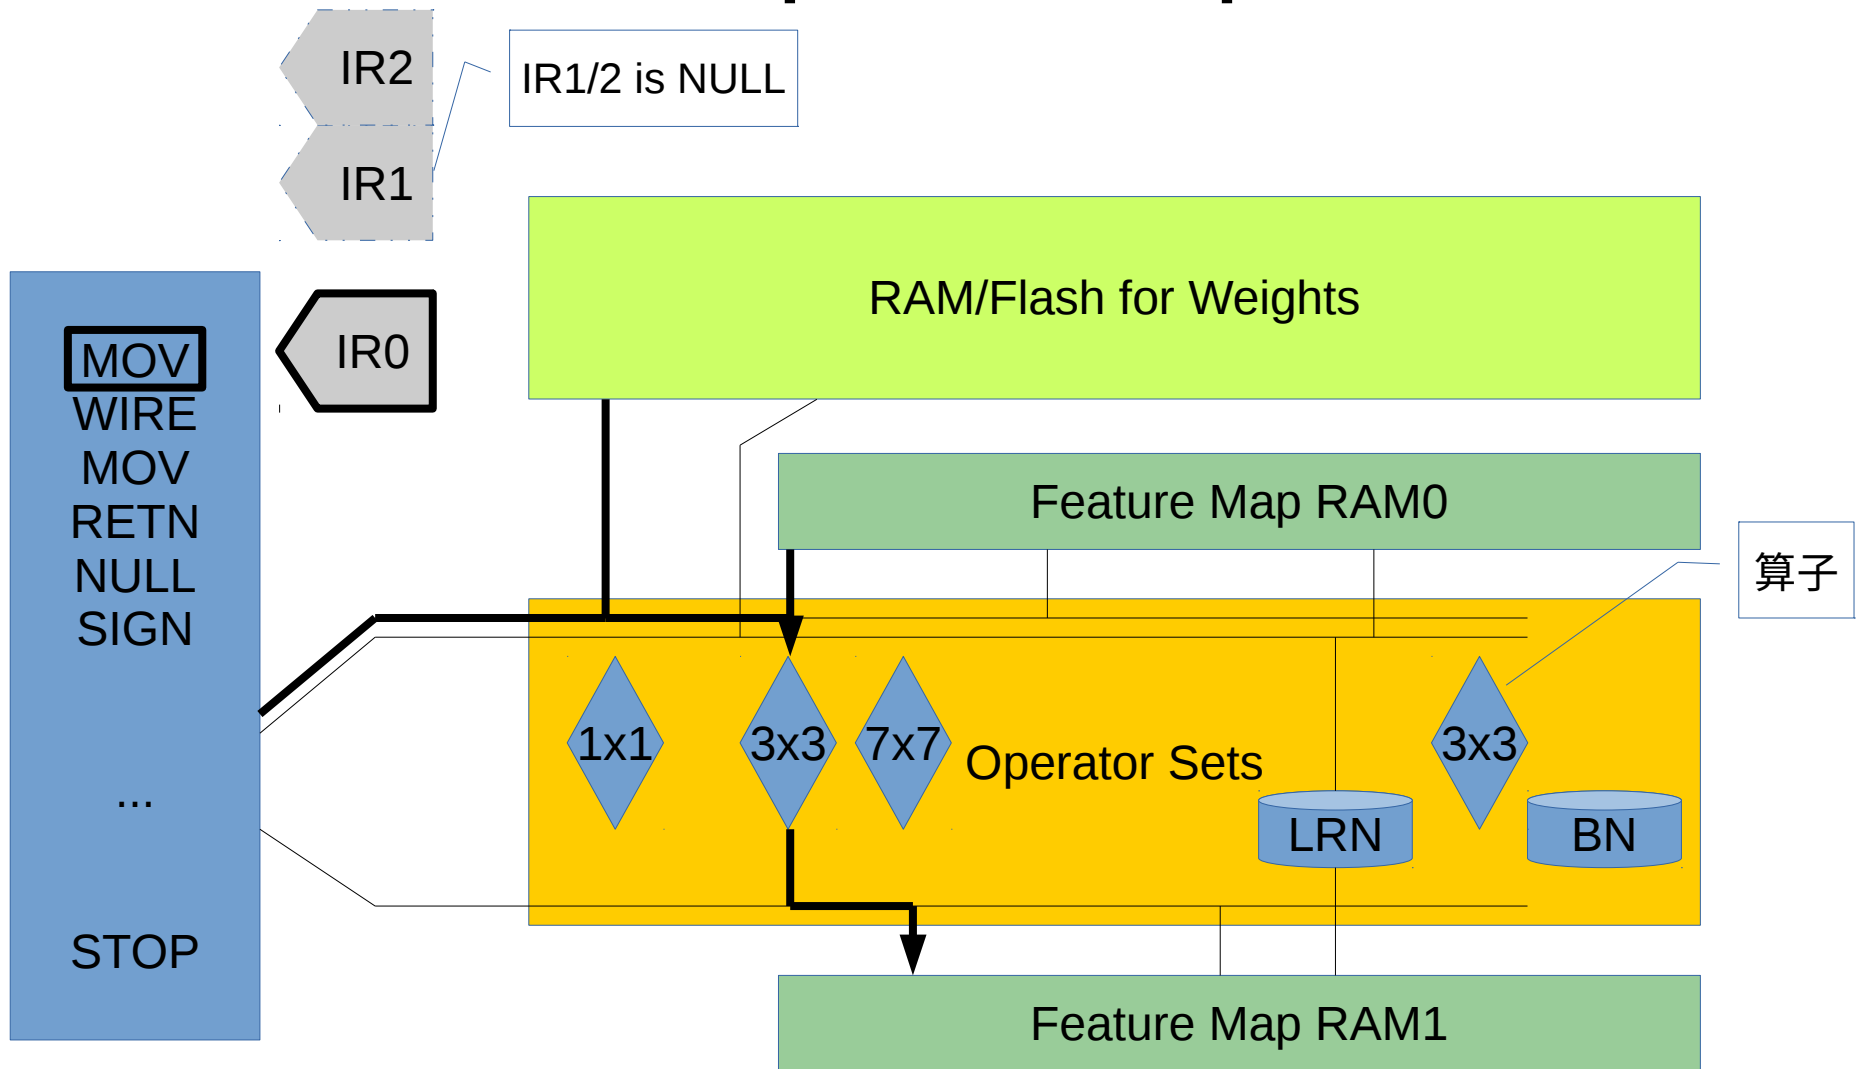 IR2
IR1/2 is NULL
IR1
RAM/Flash for Weights
IR0
MOV
WIRE
MOV
RETN
NULL
SIGN
...
STOP
Feature Map RAM0
算子
1x1
3x3
7x7
Operator Sets
3x3
LRN
BN
Feature Map RAM1